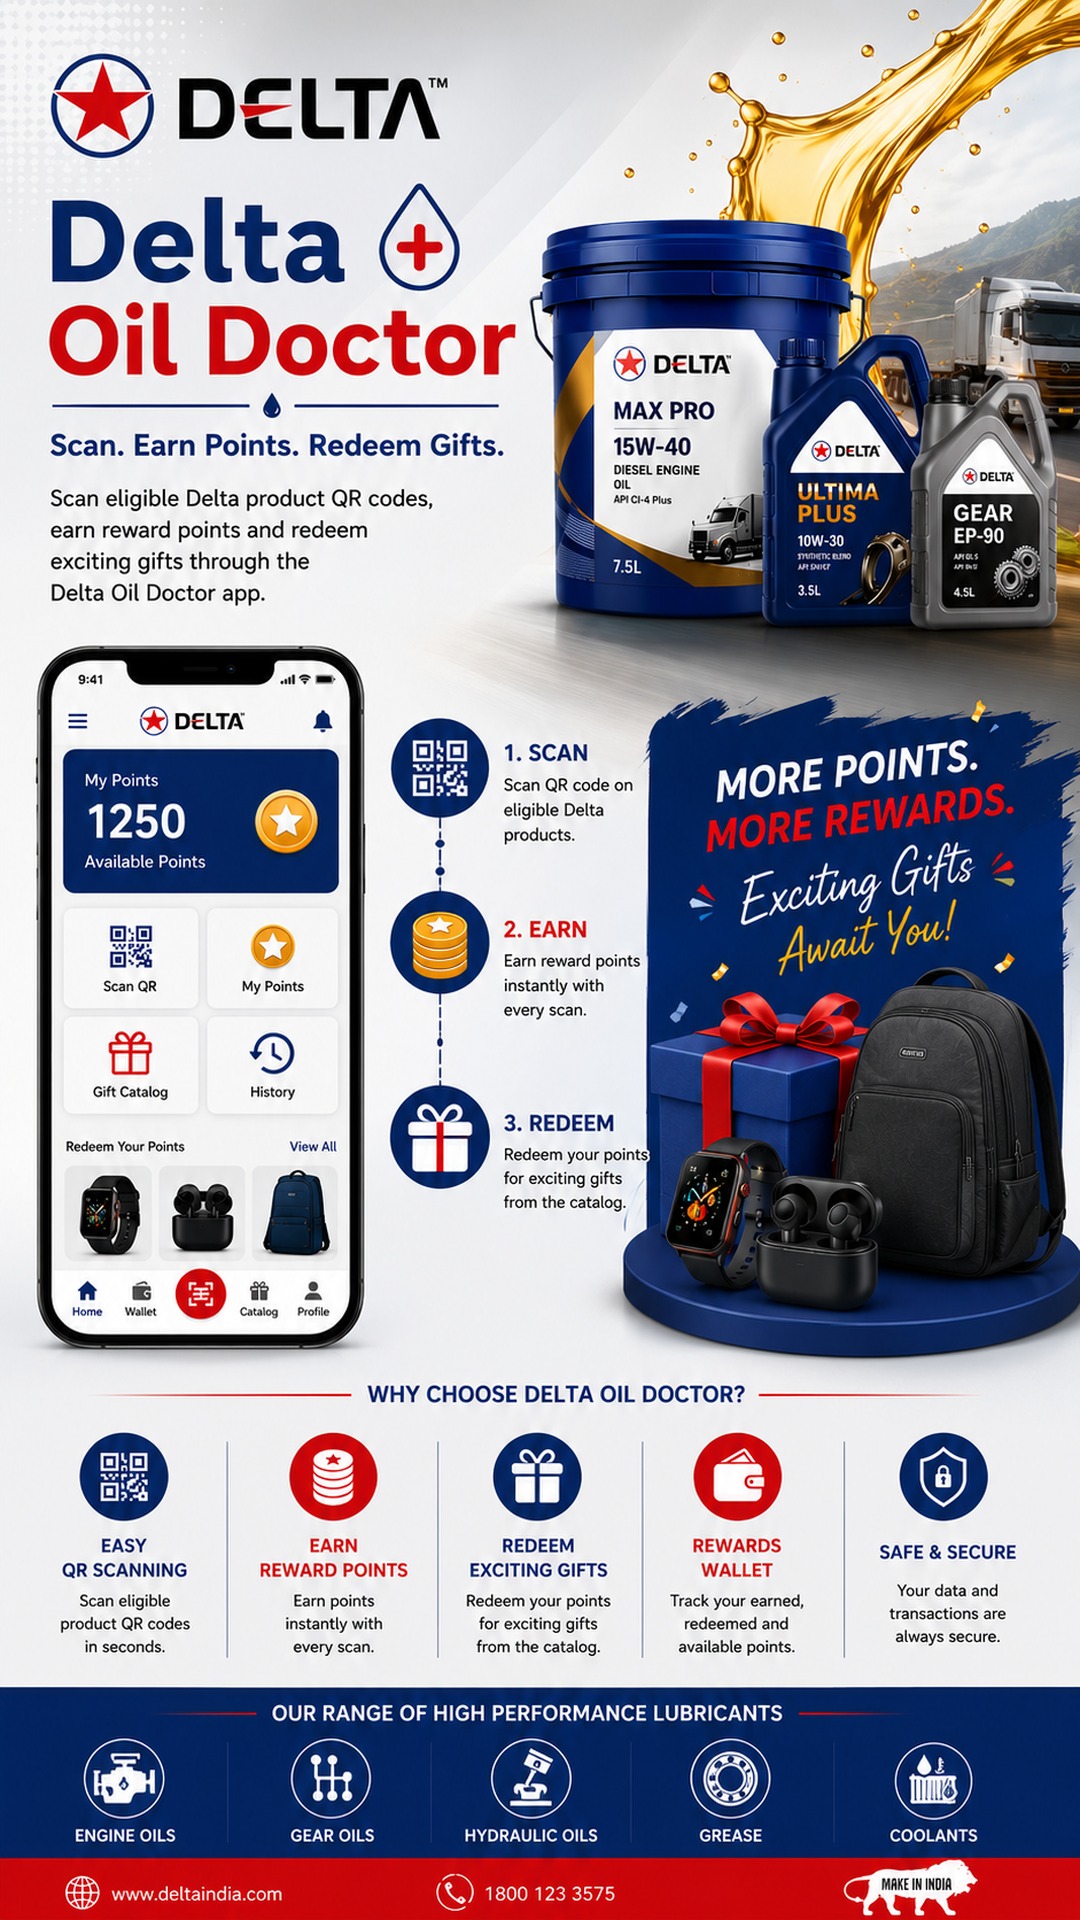 DELTA™
Delta
Oil Doctor
Scan. Earn Points. Redeem Gifts.
Scan eligible Delta product QR codes,
earn reward points and redeem
exciting gifts through the
Delta Oil Doctor app.
DELTA
MAX PRO
15W-40
DIESEL ENGINE
OIL
API CI-4 Plus
7.5L
DELTA
ULTIMA
PLUS
10W-30
SYNTHETIC BLEND
3.5L
DELTA
GEAR
EP-90
4.5L
9:41
DELTA
My Points
1250
Available Points
Scan QR
My Points
Gift Catalog
History
Redeem Your Points
View All
Home
Wallet
Catalog
Profile
1. SCAN
Scan QR code on
eligible Delta
products.
2. EARN
Earn reward points
instantly with
every scan.
3. REDEEM
Redeem your points
for exciting gifts
from the catalog.
MORE POINTS.
MORE REWARDS.
Exciting Gifts
Await You!
WHY CHOOSE DELTA OIL DOCTOR?
EASY
QR SCANNING
Scan eligible
product QR codes
in seconds.
EARN
REWARD POINTS
Earn points
instantly with
every scan.
REDEEM
EXCITING GIFTS
Redeem your points
for exciting gifts
from the catalog.
REWARDS
WALLET
Track your earned,
redeemed and
available points.
SAFE & SECURE
Your data and
transactions are
always secure.
OUR RANGE OF HIGH PERFORMANCE LUBRICANTS
ENGINE OILS
GEAR OILS
HYDRAULIC OILS
GREASE
COOLANTS
www.deltaindia.com
1800 123 3575
MAKE IN INDIA